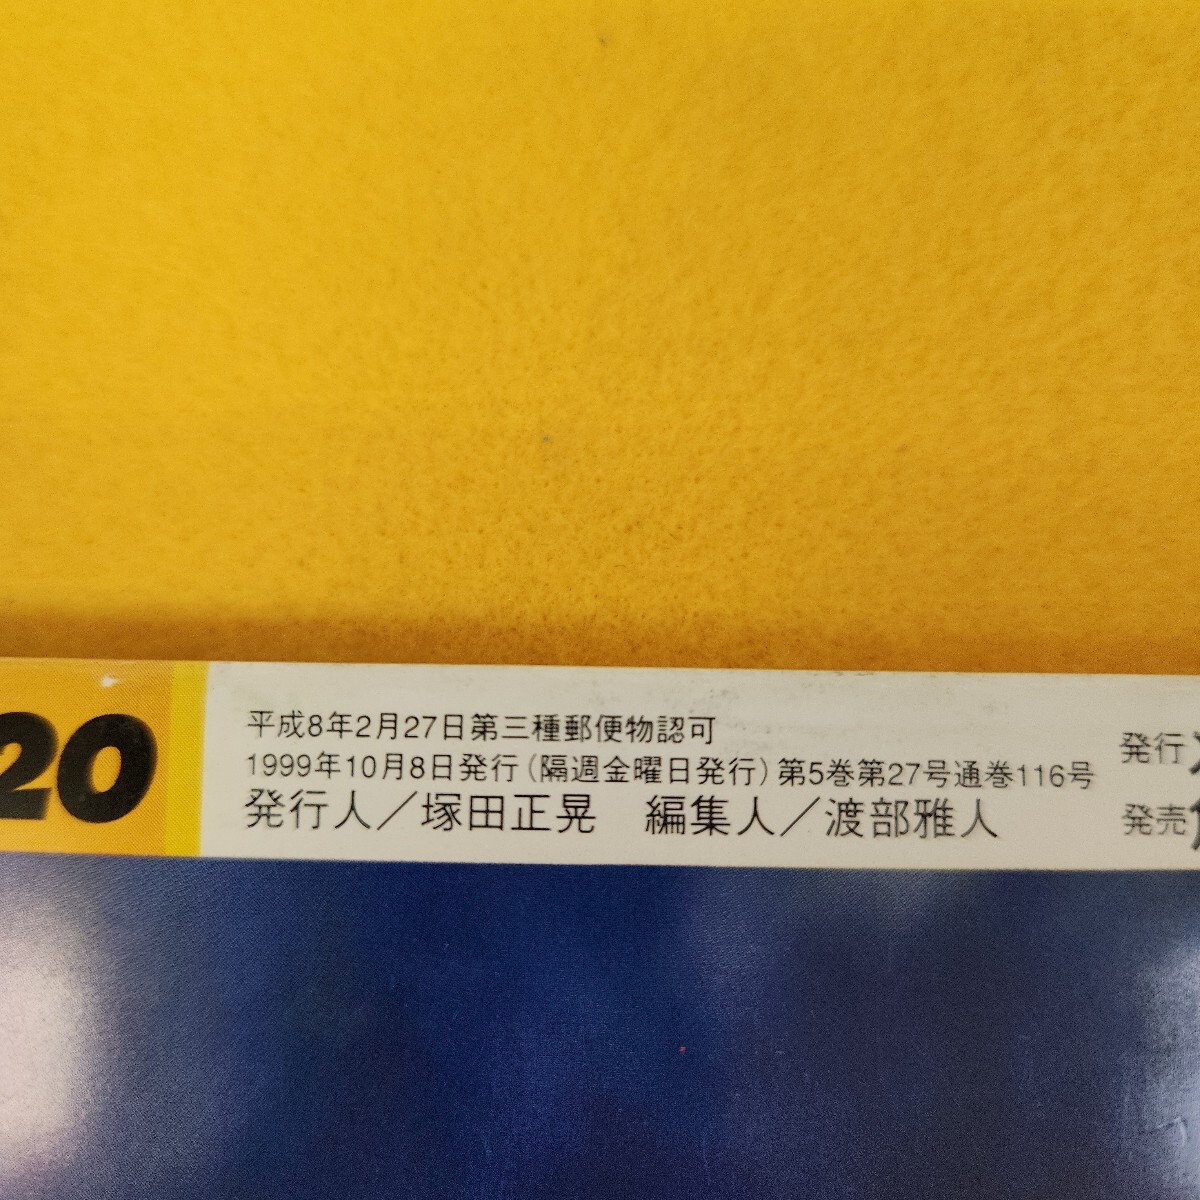 20
平成8年2月27日第三種郵便物認可
1999年10月8日発行(隔週金曜日発行)第5巻第27号通巻116号
発行人／塚田正晃　編集人／渡部雅人
発行
発売